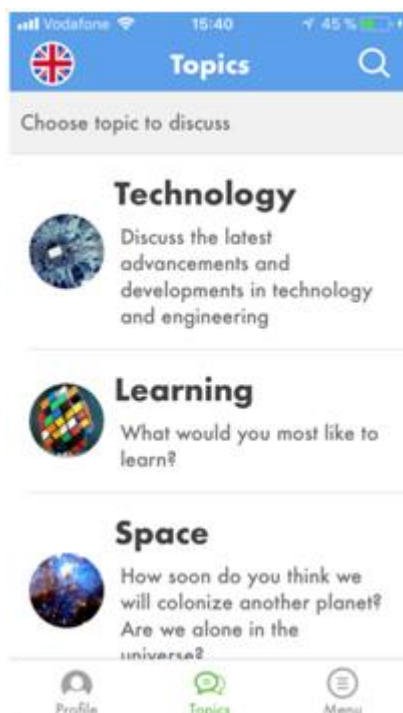 Vodafone 15:40 45 %
Topics
Choose topic to discuss
Technology
Discuss the latest
advancements and
developments in technology
and engineering
Learning
What would you most like to
learn?
Space
How soon do you think we
will colonize another planet?
Are we alone in the
universe?
Profile Topics Menu